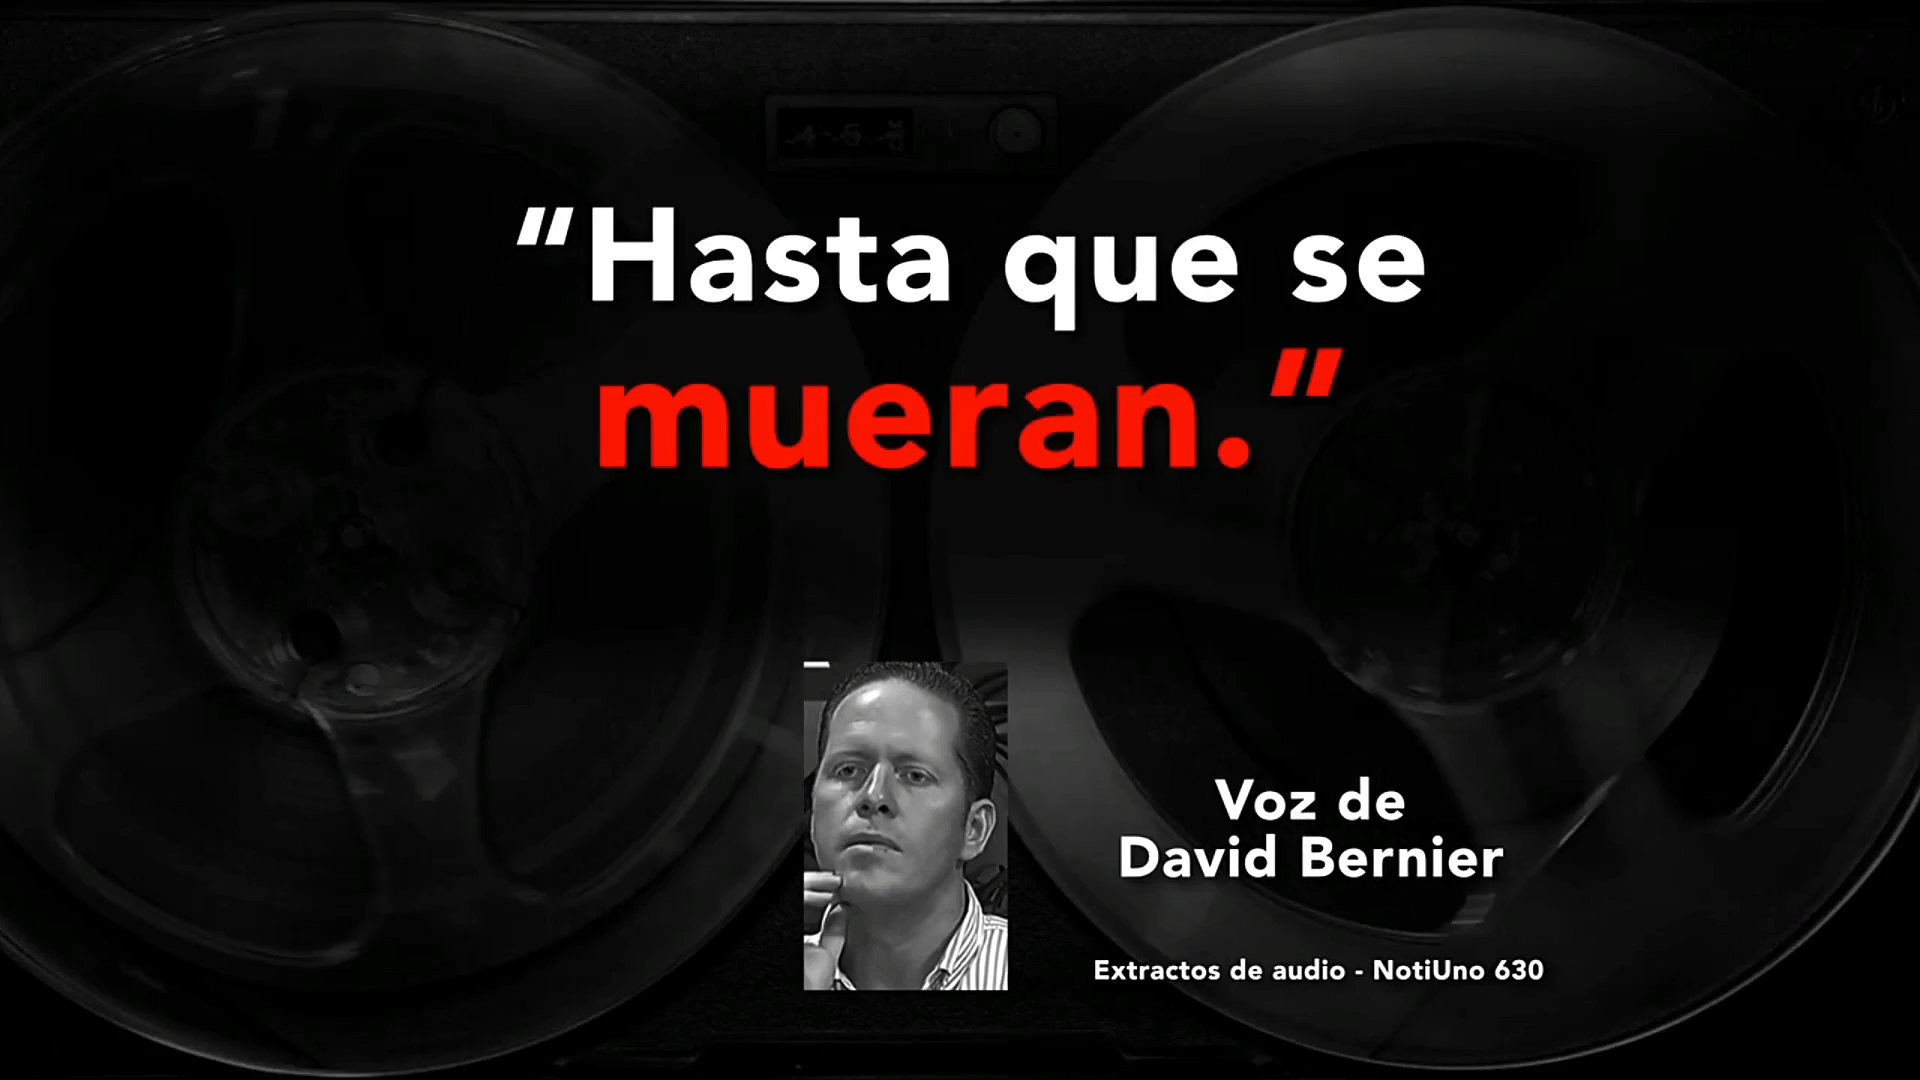 “Hasta que se
mueran.”
Voz de
David Bernier
Extractos de audio - NotiUno 630